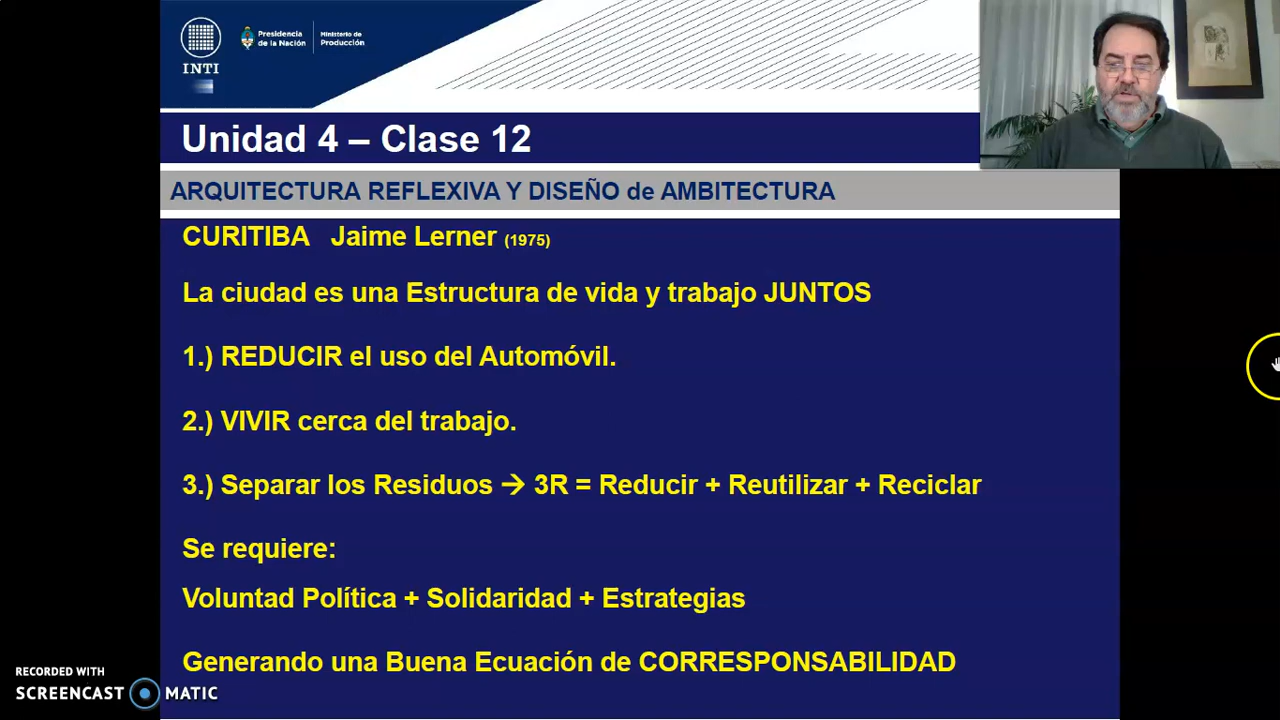 INTI
Presidencia
de la Nación
Ministerio de
Producción
Unidad 4 – Clase 12
ARQUITECTURA REFLEXIVA Y DISEÑO de AMBITECTURA
CURITIBA Jaime Lerner (1975)
La ciudad es una Estructura de vida y trabajo JUNTOS
1.) REDUCIR el uso del Automóvil.
2.) VIVIR cerca del trabajo.
3.) Separar los Residuos → 3R = Reducir + Reutilizar + Reciclar
Se requiere:
Voluntad Política + Solidaridad + Estrategias
Generando una Buena Ecuación de CORRESPONSABILIDAD
RECORDED WITH
SCREENCAST MATIC